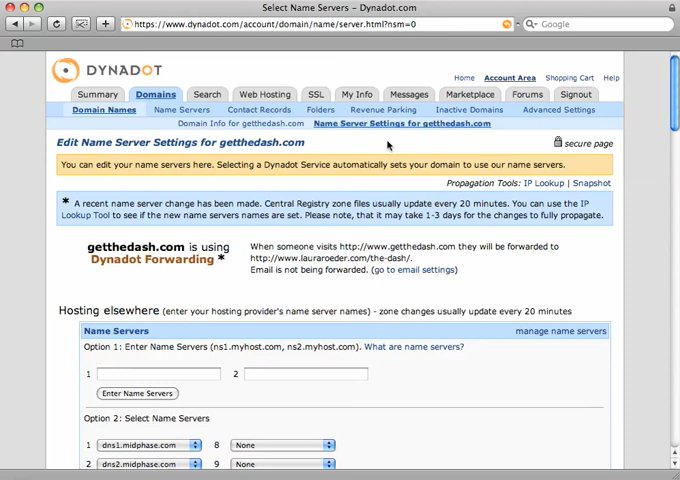 Select Name Servers – Dynadot.com
https://www.dynadot.com/account/domain/name/server.html?nsm=0
Google
DYNADOT
Home Account Area Shopping Cart Help
Summary Domains Search Web Hosting SSL My Info Messages Marketplace Forums Signout
Domain Names Name Servers Contact Records Folders Revenue Parking Inactive Domains Advanced Settings
Domain Info for getthedash.com Name Server Settings for getthedash.com
Edit Name Server Settings for getthedash.com
secure page
You can edit your name servers here. Selecting a Dynadot Service automatically sets your domain to use our name servers.
Propagation Tools: IP Lookup | Snapshot
* A recent name server change has been made. Central Registry zone files usually update every 20 minutes. You can use the IP
Lookup Tool to see if the new name servers names are set. Please note, that it may take 1-3 days for the changes to fully propagate.
getthedash.com is using
Dynadot Forwarding *
When someone visits http://www.getthedash.com they will be forwarded to
http://www.lauraroeder.com/the-dash/.
Email is not being forwarded. (go to email settings)
Hosting elsewhere (enter your hosting provider's name server names) - zone changes usually update every 20 minutes
Name Servers manage name servers
Option 1: Enter Name Servers (ns1.myhost.com, ns2.myhost.com). What are name servers?
1 2
Enter Name Servers
Option 2: Select Name Servers
1 dns1.midphase.com 8 None
2 dns2.midphase.com 9 None